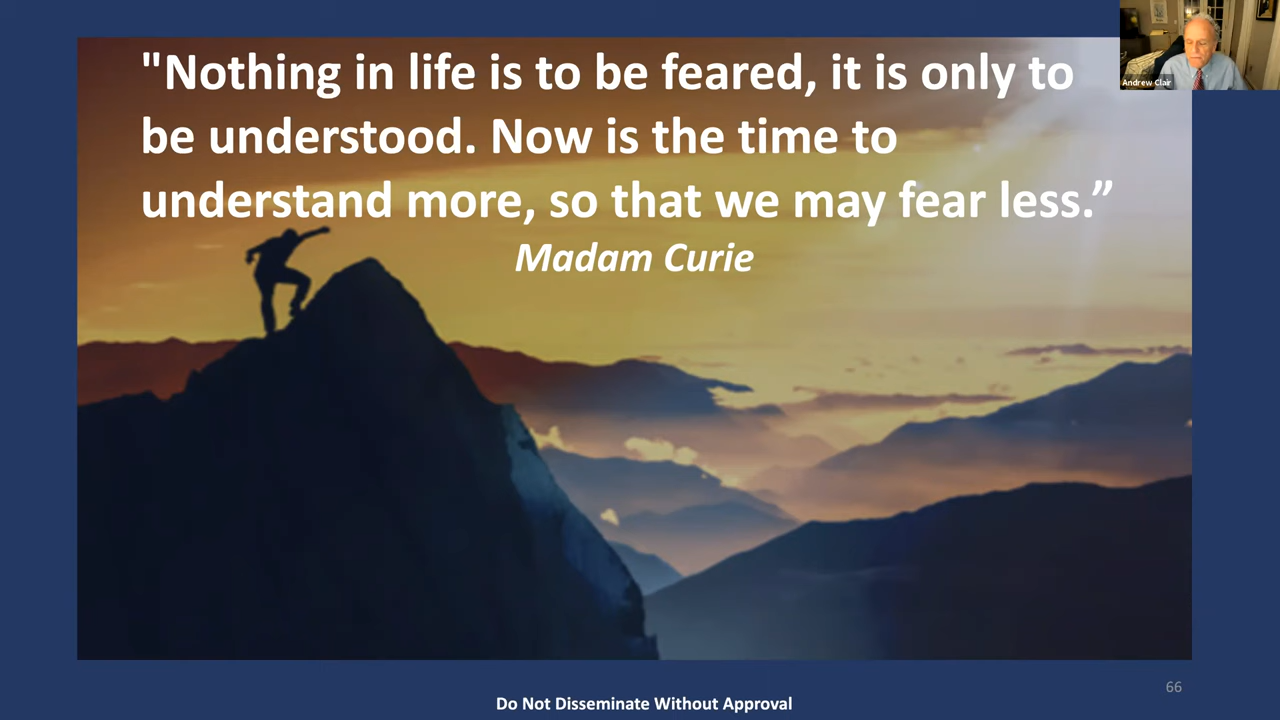 "Nothing in life is to be feared, it is only to
be understood. Now is the time to
understand more, so that we may fear less.”
Madam Curie
Andrew Clair
66
Do Not Disseminate Without Approval